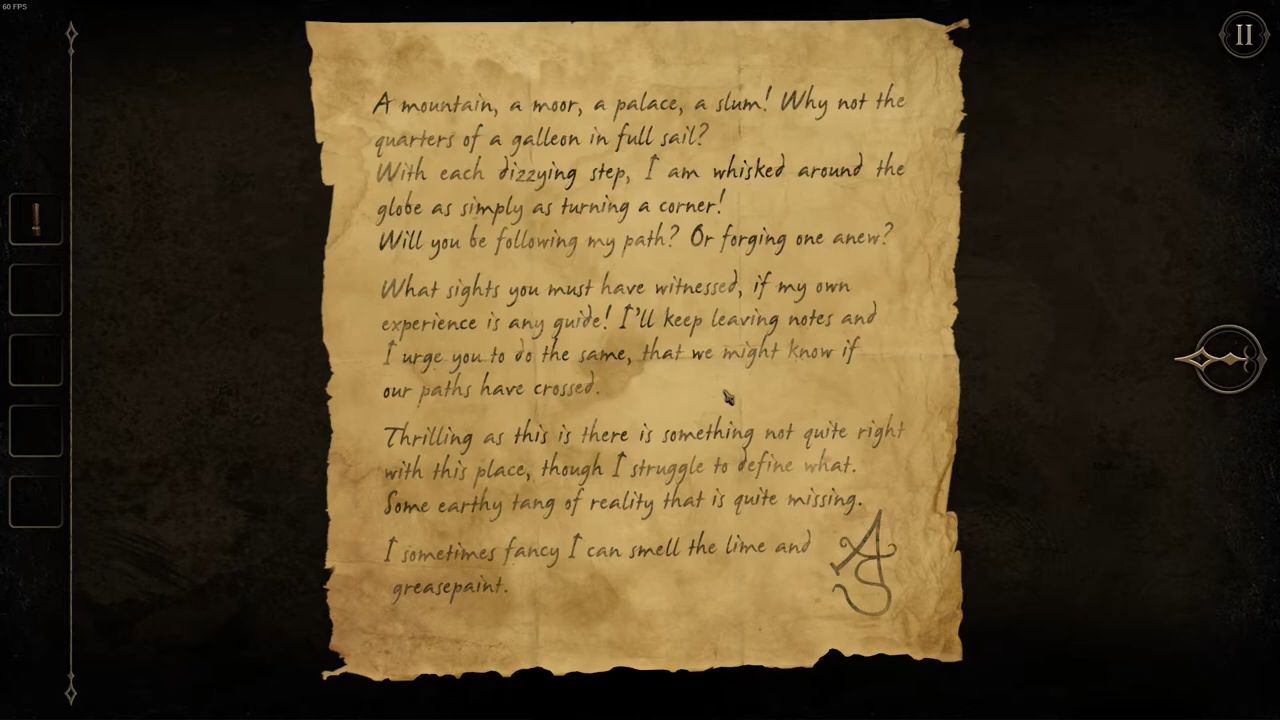 60 FPS
A mountain, a moor, a palace, a slum! Why not the
quarters of a galleon in full sail?
With each dizzying step, I am whisked around the
globe as simply as turning a corner!
Will you be following my path? Or forging one anew?
What sights you must have witnessed, if my own
experience is any guide! I'll keep leaving notes and
I urge you to do the same, that we might know if
our paths have crossed.
Thrilling as this is there is something not quite right
with this place, though I struggle to define what.
Some earthy tang of reality that is quite missing.
I sometimes fancy I can smell the lime and
greasepaint.
AS